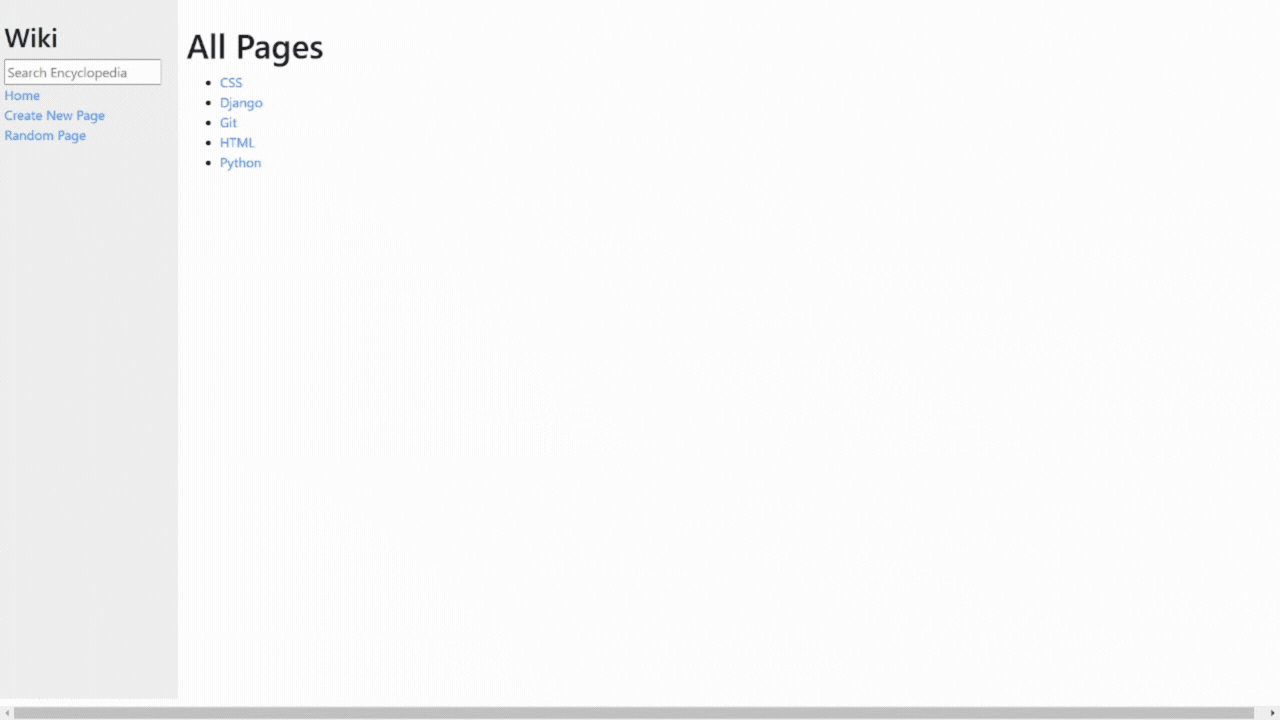 Wiki
Search Encyclopedia
Home
Create New Page
Random Page
All Pages
CSS
Django
Git
HTML
Python